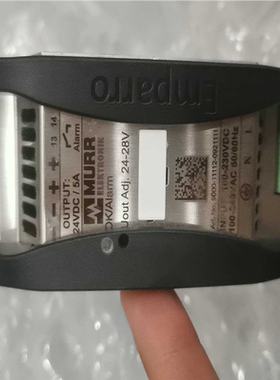 Emparro
13
14
Alarm
+
+
-
-
OUTPUT:
24VDC / 5A
MURR
ELEKTRONIK
OK/Alarm
Uout Adj. 24-28V
N
L